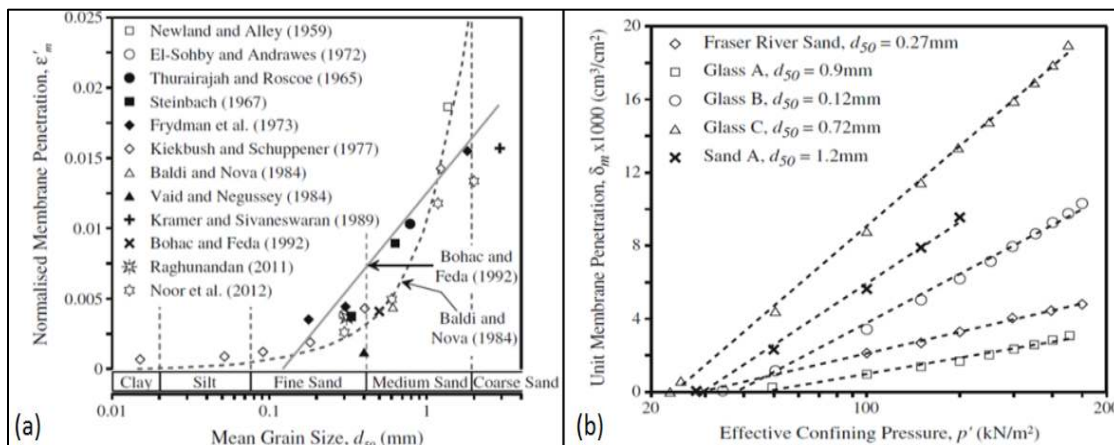 0.025
0.02
0.015
0.01
0.005
0
Normalised Membrane Penetration, ε'm
Newland and Alley (1959)
El-Sohby and Andrawes (1972)
Thurairajah and Roscoe (1965)
Steinbach (1967)
Frydman et al. (1973)
Kiekbush and Schuppener (1977)
Baldi and Nova (1984)
Vaid and Negussey (1984)
Kramer and Sivaneswaran (1989)
Bohac and Feda (1992)
Raghunandan (2011)
Noor et al. (2012)
Bohac and
Feda (1992)
Baldi and
Nova (1984)
Clay Silt Fine Sand Medium Sand Coarse Sand
0.01 0.1 1 10
(a) Mean Grain Size, d50 (mm)
20
16
12
8
4
0
Unit Membrane Penetration, δm x1000 (cm³/cm²)
Fraser River Sand, d50 = 0.27mm
Glass A, d50 = 0.9mm
Glass B, d50 = 0.12mm
Glass C, d50 = 0.72mm
Sand A, d50 = 1.2mm
20 100 200
(b) Effective Confining Pressure, p' (kN/m²)